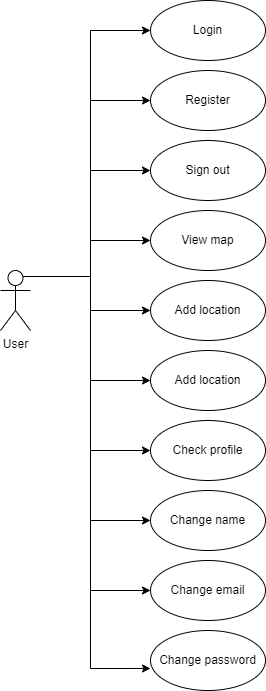 Login
Register
Sign out
View map
User
Add location
Add location
Check profile
Change name
Change email
Change password